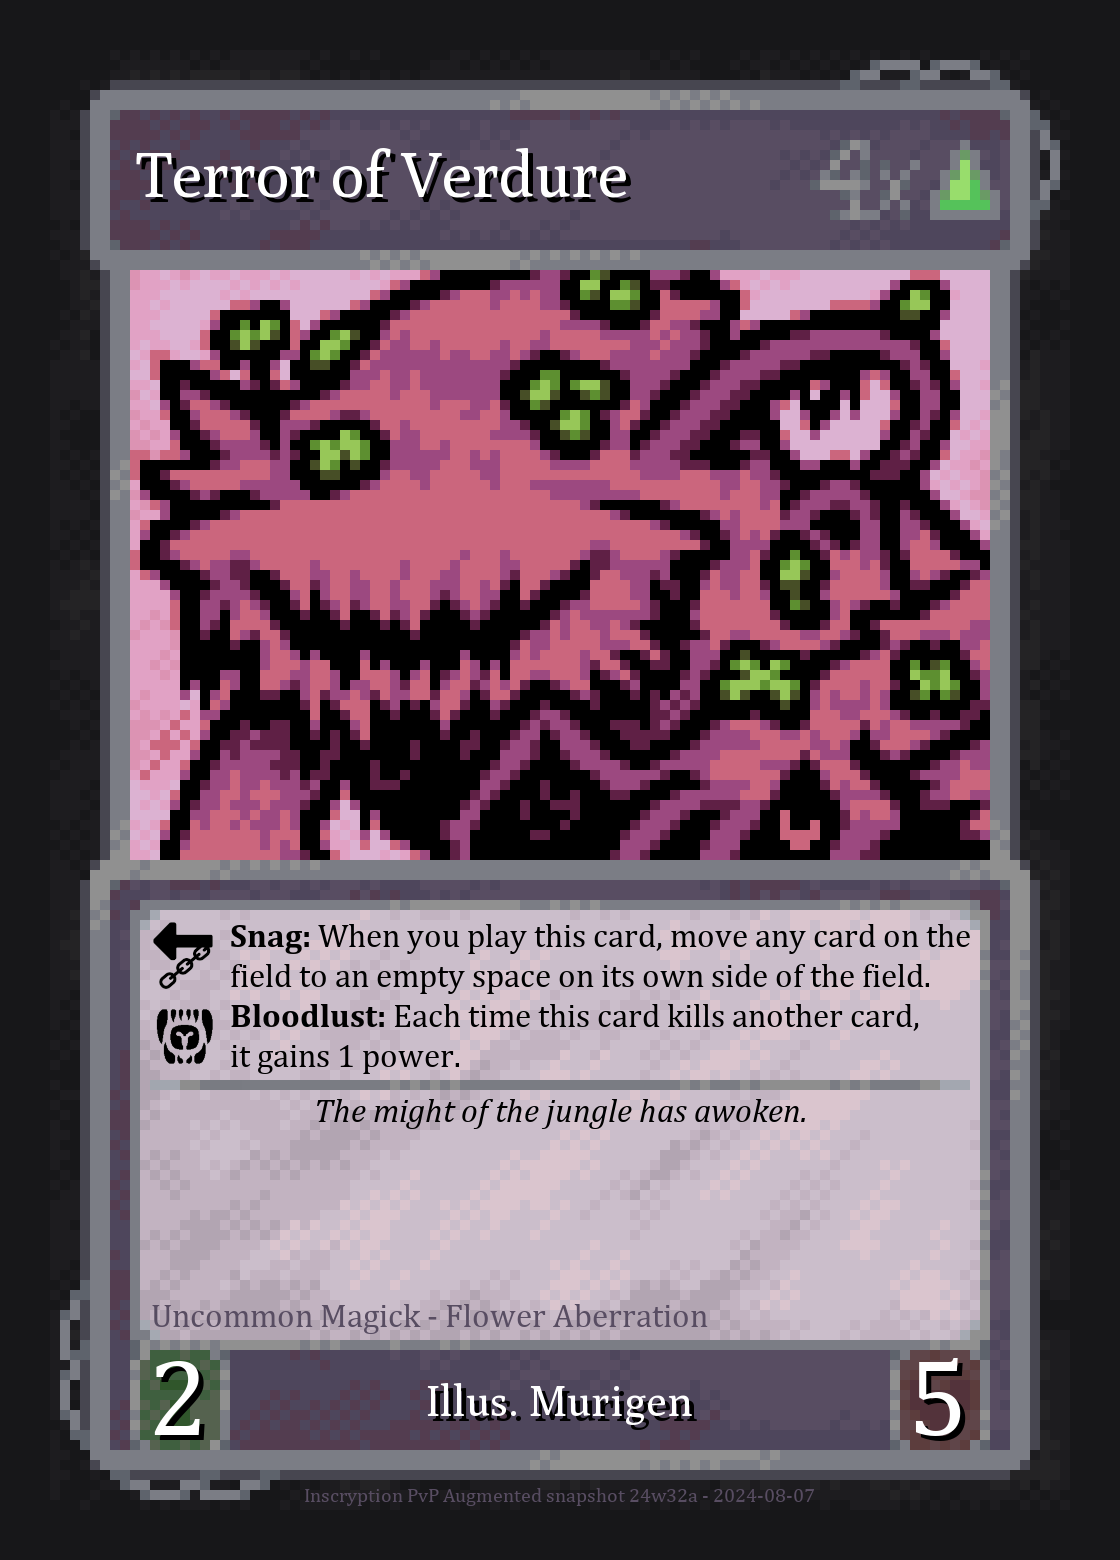 Terror of Verdure 4x
Snag: When you play this card, move any card on the
field to an empty space on its own side of the field.
Bloodlust: Each time this card kills another card,
it gains 1 power.
The might of the jungle has awoken.
Uncommon Magick - Flower Aberration
2 Illus. Murigen 5
Inscryption PvP Augmented snapshot 24w32a - 2024-08-07